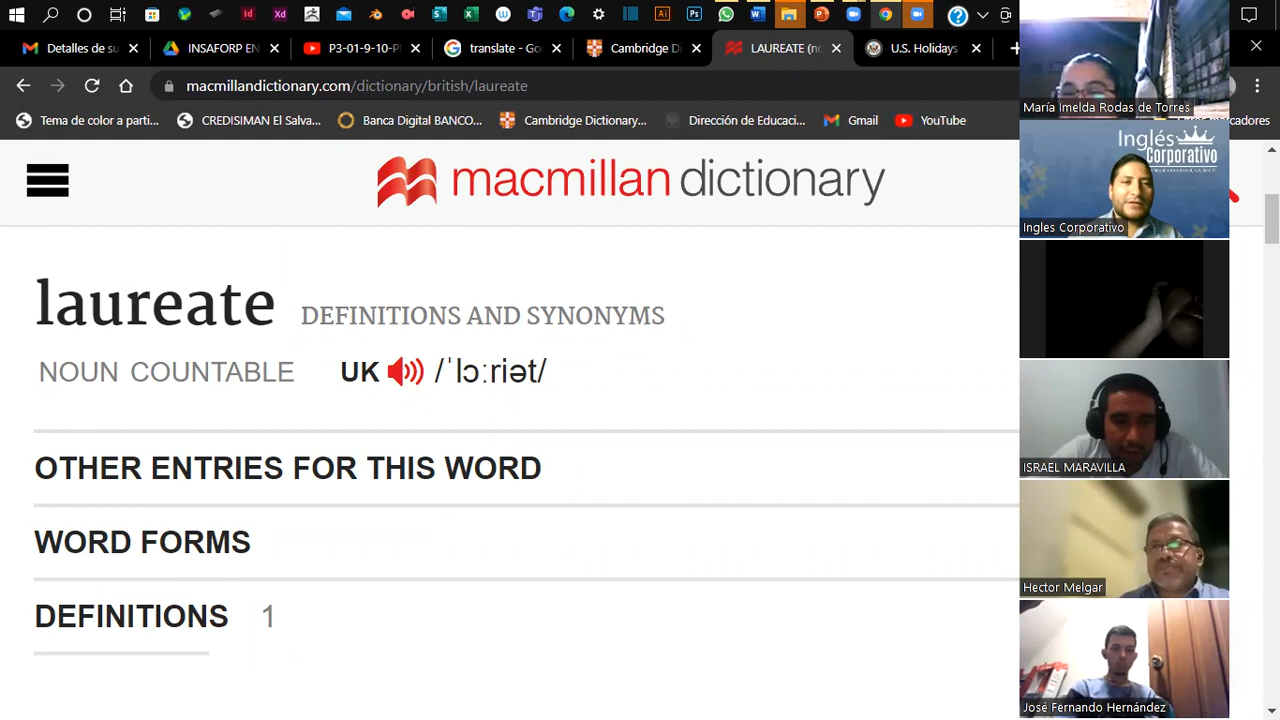 Detalles de su
INSAFORP EN
P3-01-9-10-P
translate - Go
Cambridge Di
LAUREATE (n
U.S. Holidays
macmillandictionary.com/dictionary/british/laureate
Tema de color a parti...
CREDISIMAN El Salva...
Banca Digital BANCO...
Cambridge Dictionary...
Dirección de Educaci...
Gmail
YouTube
macmillan dictionary
laureate DEFINITIONS AND SYNONYMS
NOUN COUNTABLE UK /ˈlɔːriət/
OTHER ENTRIES FOR THIS WORD
WORD FORMS
DEFINITIONS 1
María Imelda Rodas de Torres
Inglés
Corporativo
Ingles Corporativo
ISRAEL MARAVILLA
Hector Melgar
José Fernando Hernández